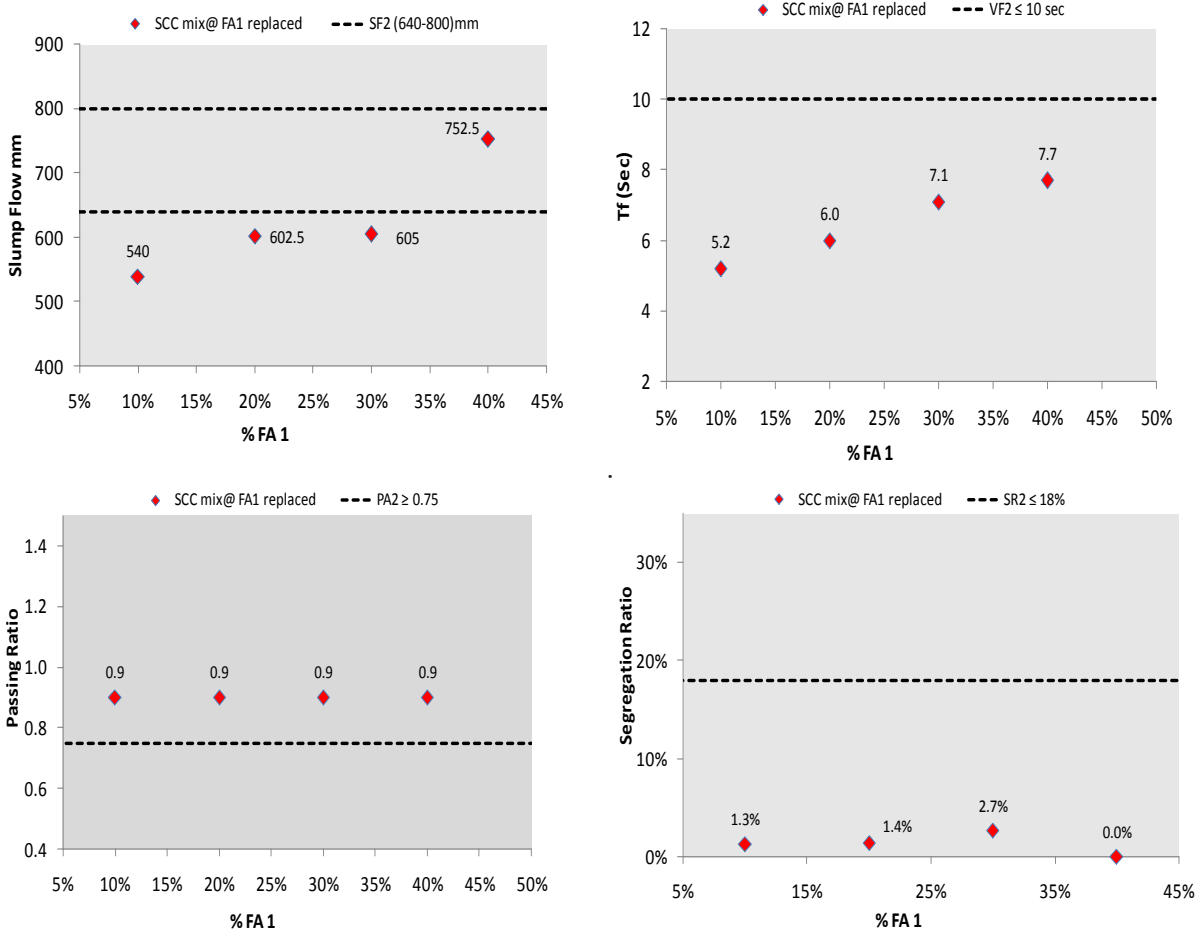 SCC mix@ FA1 replaced SF2 (640-800)mm
900
800
700
600
500
400
752.5
602.5
605
540
Slump Flow mm
5% 10% 15% 20% 25% 30% 35% 40% 45%
% FA 1
SCC mix@ FA1 replaced VF2 ≤ 10 sec
12
10
8
6
4
2
7.7
7.1
6.0
5.2
Tf (Sec)
5% 10% 15% 20% 25% 30% 35% 40% 45% 50%
% FA 1
SCC mix@ FA1 replaced PA2 ≥ 0.75
1.4
1.2
1.0
0.8
0.6
0.4
0.9 0.9 0.9 0.9
Passing Ratio
5% 10% 15% 20% 25% 30% 35% 40% 45% 50%
% FA 1
SCC mix@ FA1 replaced SR2 ≤ 18%
30%
20%
10%
0%
1.3% 1.4% 2.7% 0.0%
Segregation Ratio
5% 15% 25% 35% 45%
% FA 1